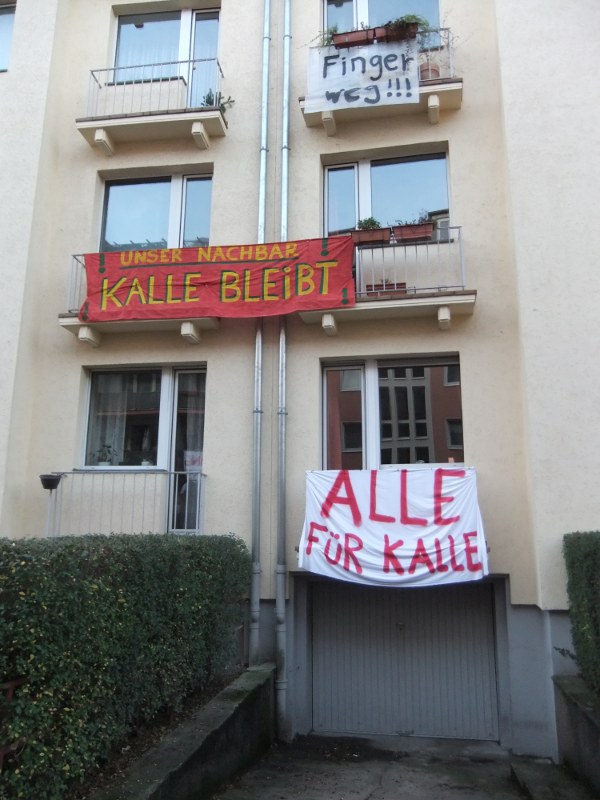 Finger
weg!!!
! UNSER NACHBAR !
! KALLE BLEIBT !
ALLE
FÜR KALLE